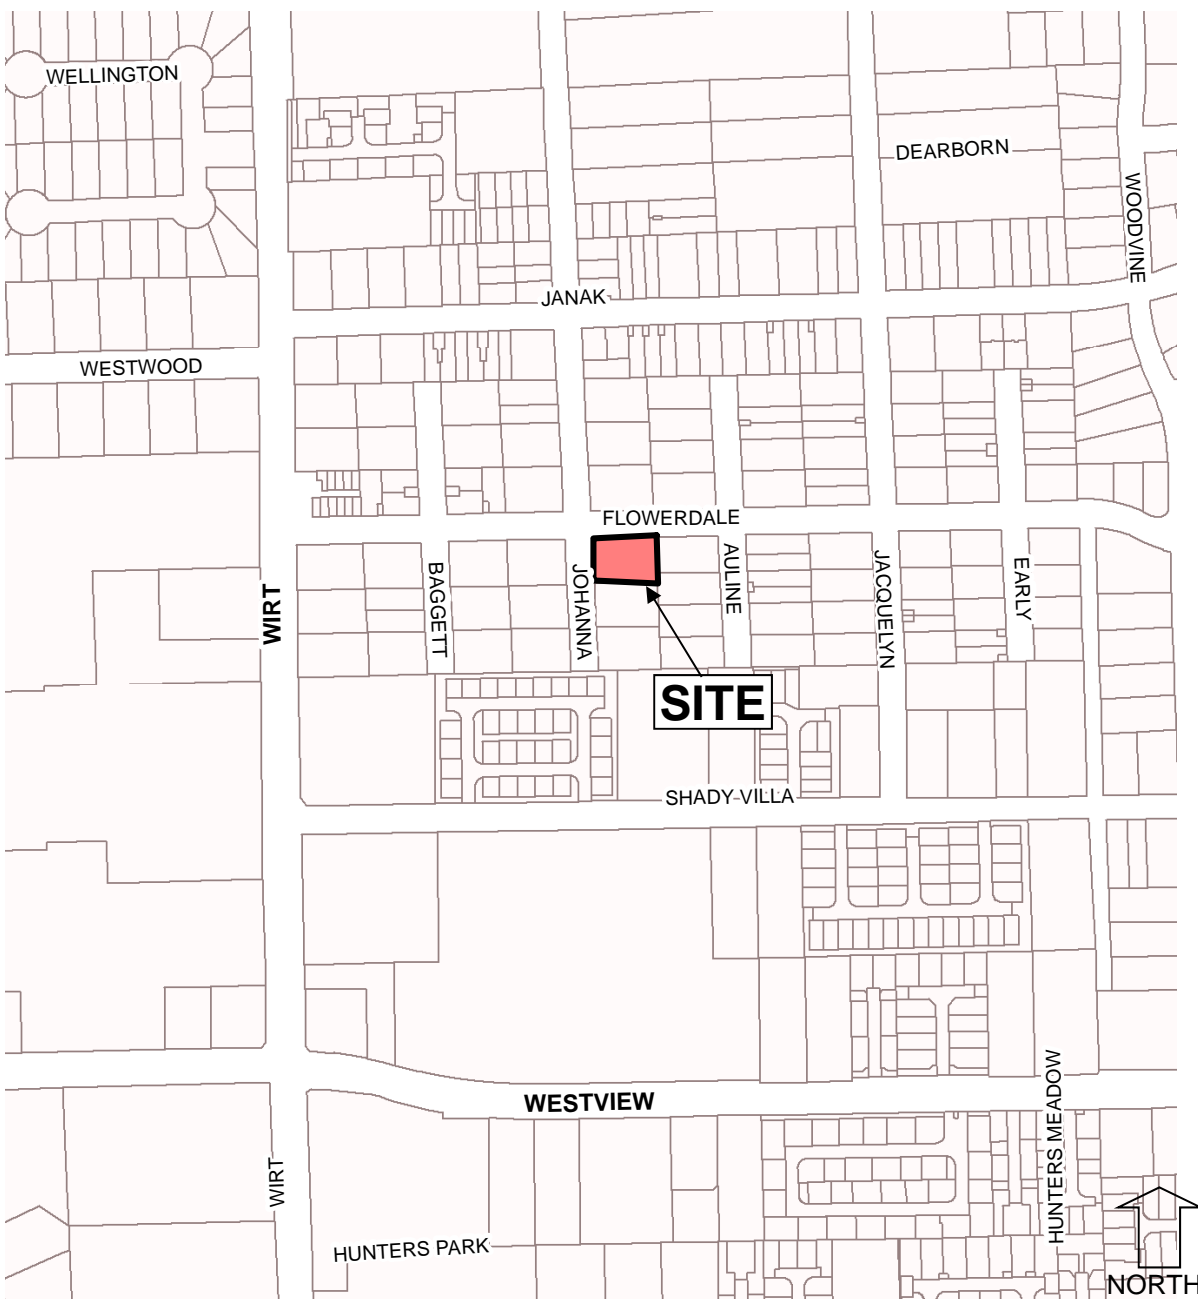 WELLINGTON
DEARBORN
WOODVINE
JANAK
WESTWOOD
FLOWERDALE
WIRT
BAGGETT
JOHANNA
AULINE
JACQUELYN
EARLY
SITE
SHADY VILLA
WESTVIEW
HUNTERS MEADOW
WIRT
HUNTERS PARK
NORTH